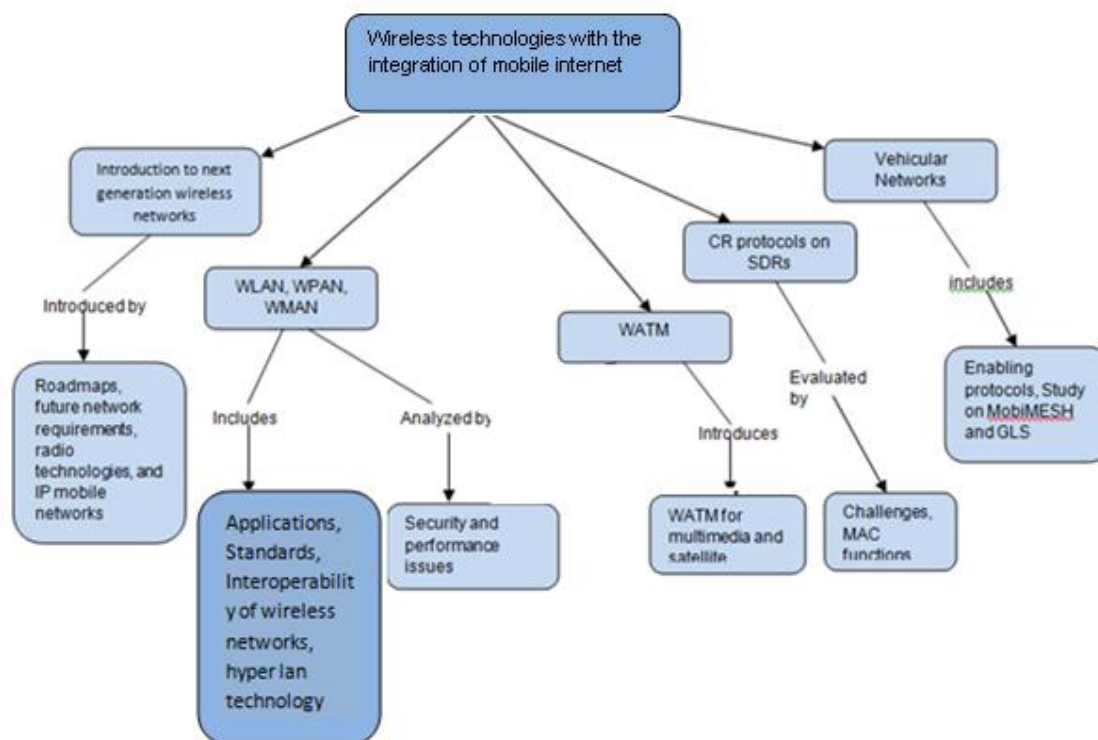 Wireless technologies with the
integration of mobile internet
Introduction to next
generation wireless
networks
Vehicular
Networks
CR protocols on
SDRs
WLAN, WPAN,
WMAN
WATM
Introduced by
includes
Roadmaps,
future network
requirements,
radio
technologies, and
IP mobile
networks
Includes
Analyzed by
Introduces
Evaluated
by
Enabling
protocols, Study
on MobiMESH
and GLS
Applications,
Standards,
Interoperabilit
y of wireless
networks,
hyper lan
technology
Security and
performance
issues
WATM for
multimedia and
satellite
Challenges,
MAC
functions